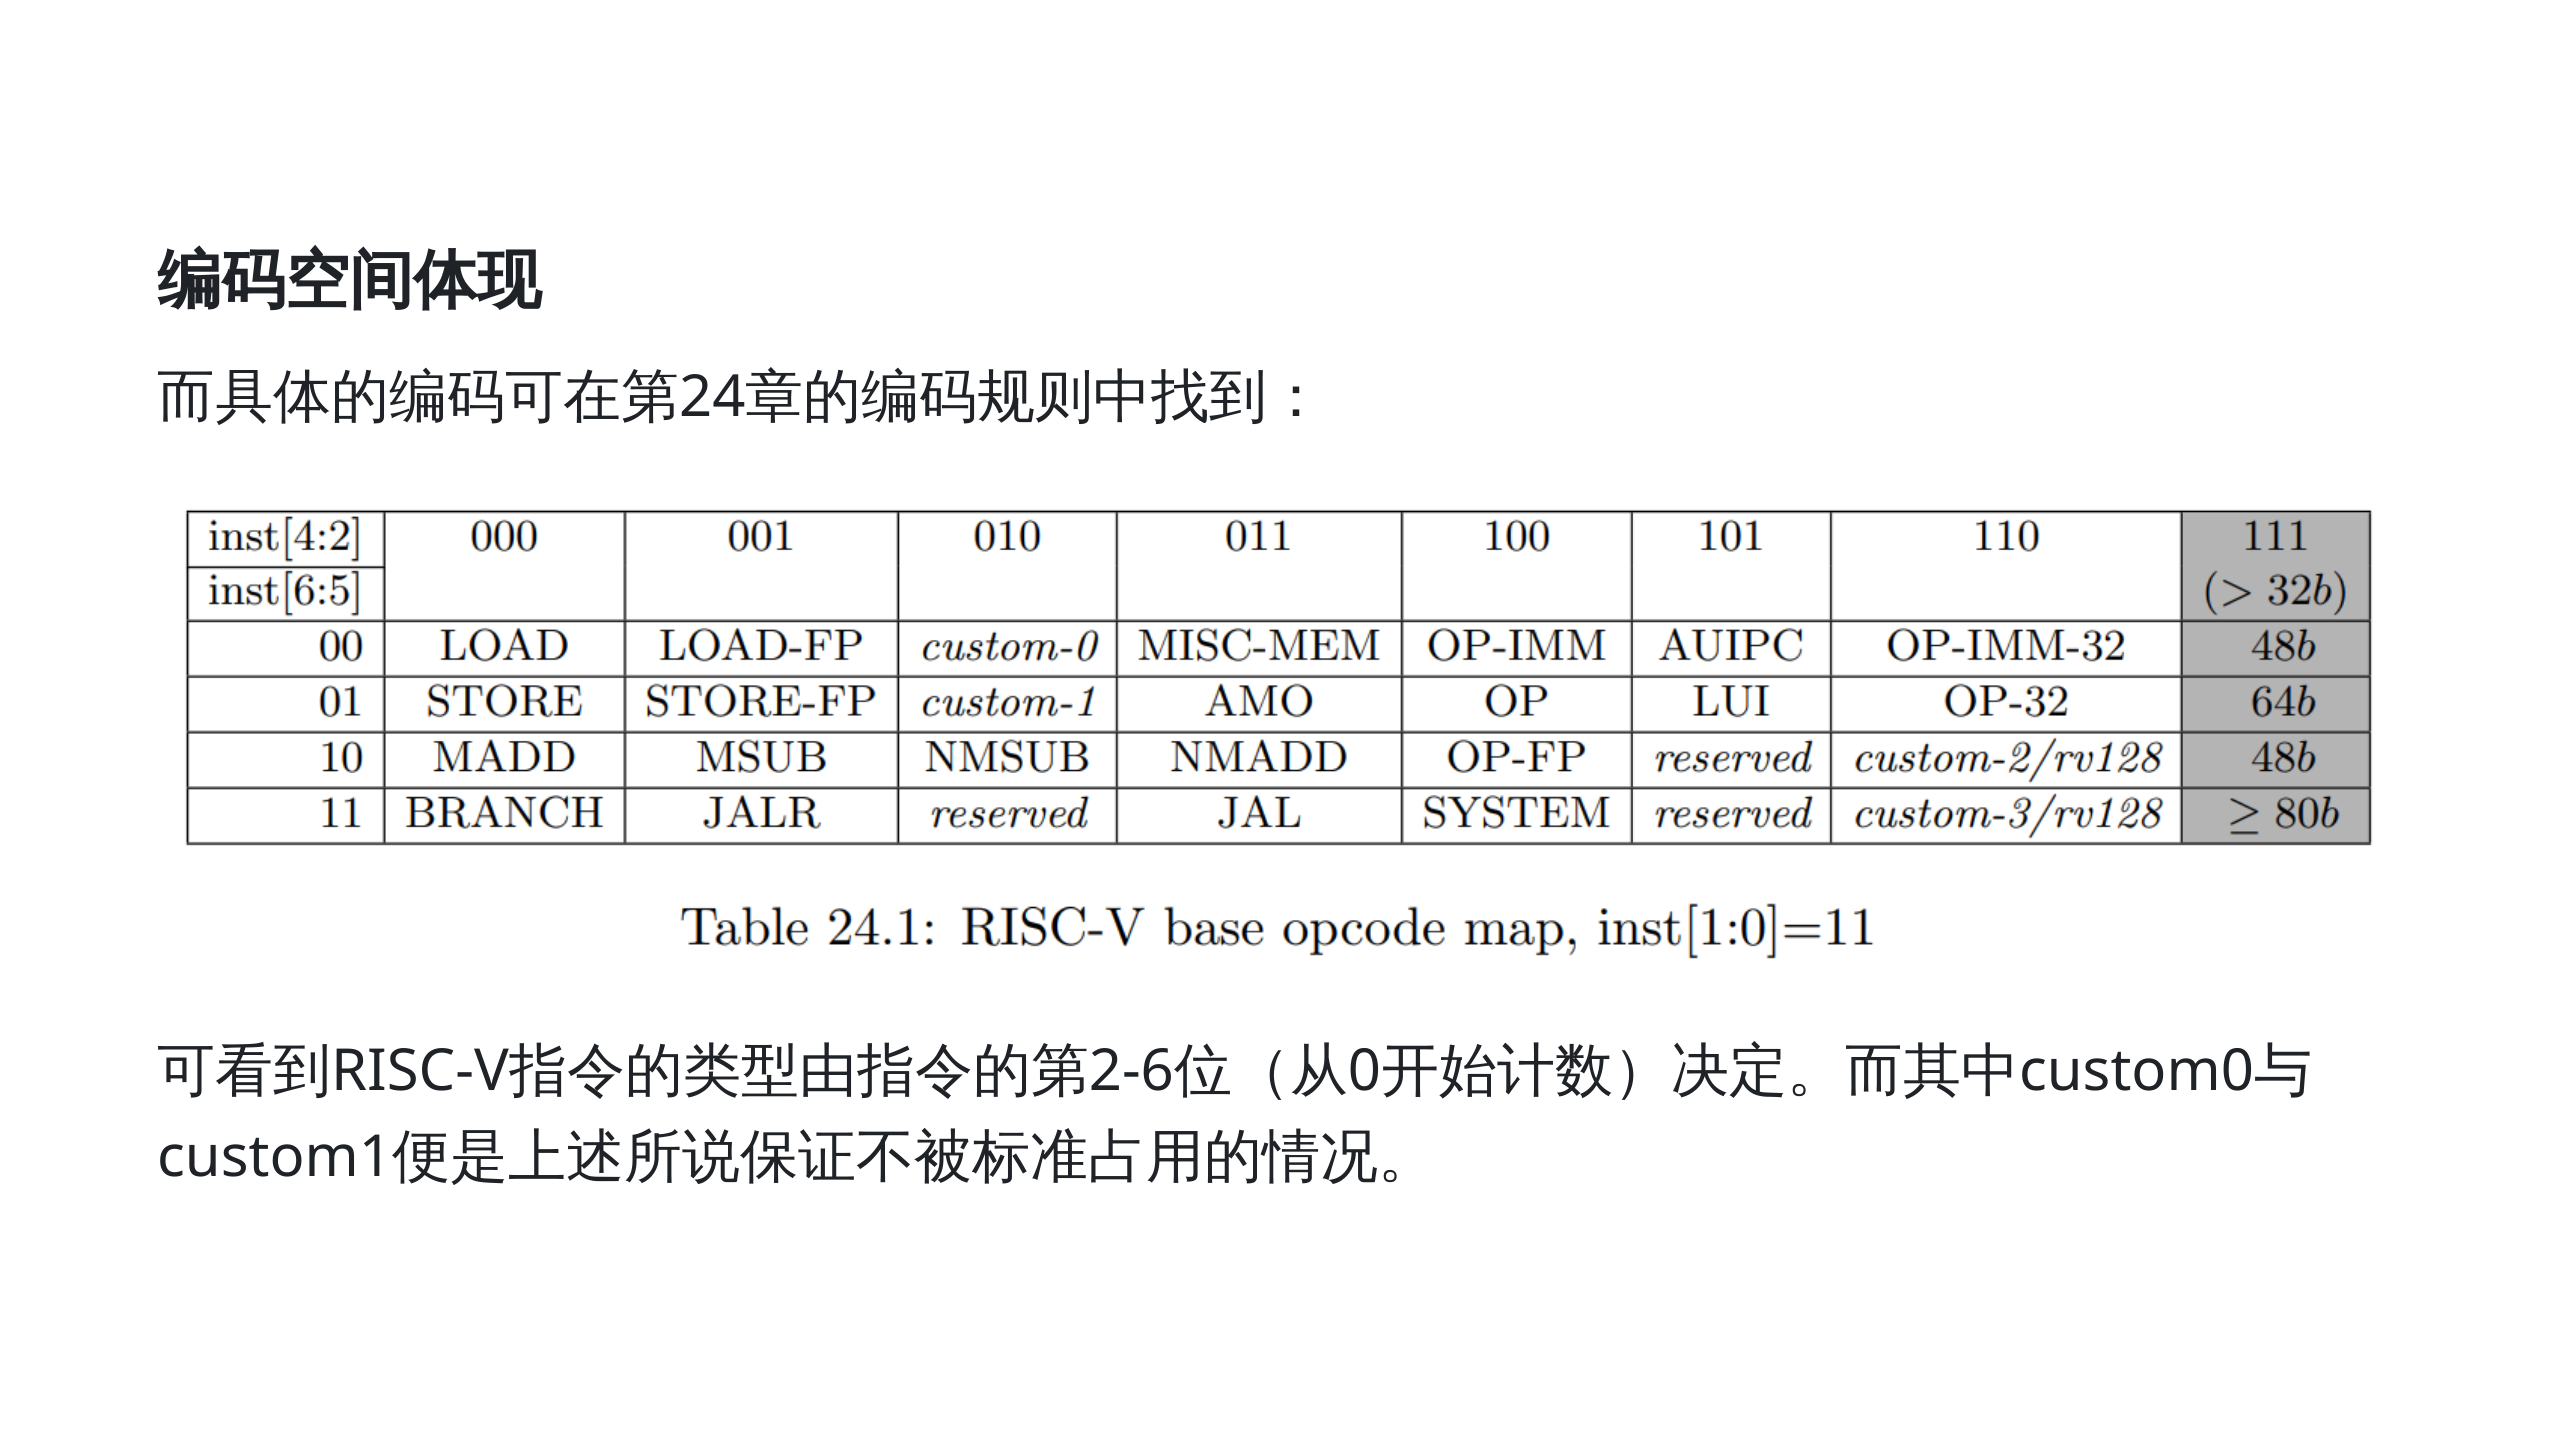 编码空间体现
而具体的编码可在第24章的编码规则中找到：
inst[4:2] 000 001 010 011 100 101 110 111
inst[6:5] (> 32b)
00 LOAD LOAD-FP custom-0 MISC-MEM OP-IMM AUIPC OP-IMM-32 48b
01 STORE STORE-FP custom-1 AMO OP LUI OP-32 64b
10 MADD MSUB NMSUB NMADD OP-FP reserved custom-2/rv128 48b
11 BRANCH JALR reserved JAL SYSTEM reserved custom-3/rv128 ≥ 80b
Table 24.1: RISC-V base opcode map, inst[1:0]=11
可看到RISC-V指令的类型由指令的第2-6位（从0开始计数）决定。而其中custom0与
custom1便是上述所说保证不被标准占用的情况。